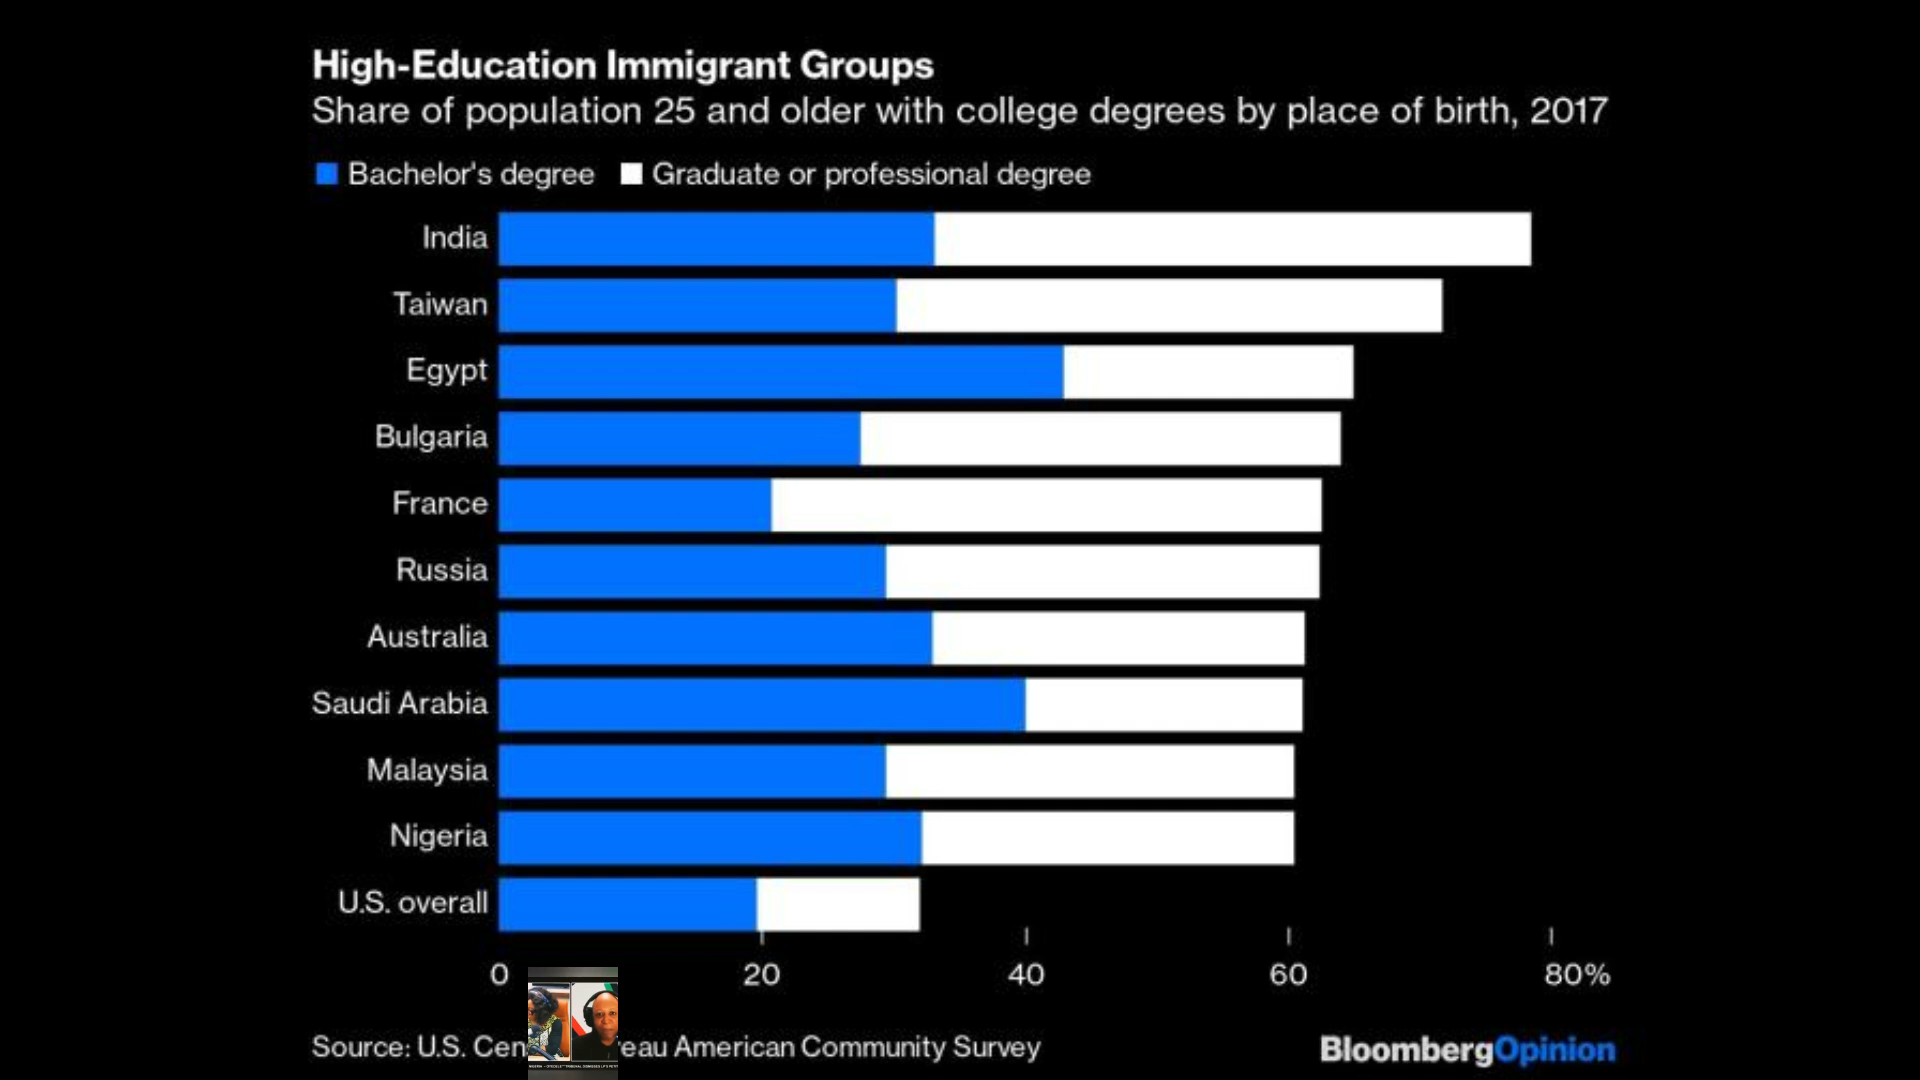 High-Education Immigrant Groups
Share of population 25 and older with college degrees by place of birth, 2017
Bachelor's degree Graduate or professional degree
India
Taiwan
Egypt
Bulgaria
France
Russia
Australia
Saudi Arabia
Malaysia
Nigeria
U.S. overall
0 20 40 60 80%
Source: U.S. Cen eau American Community Survey
BloombergOpinion